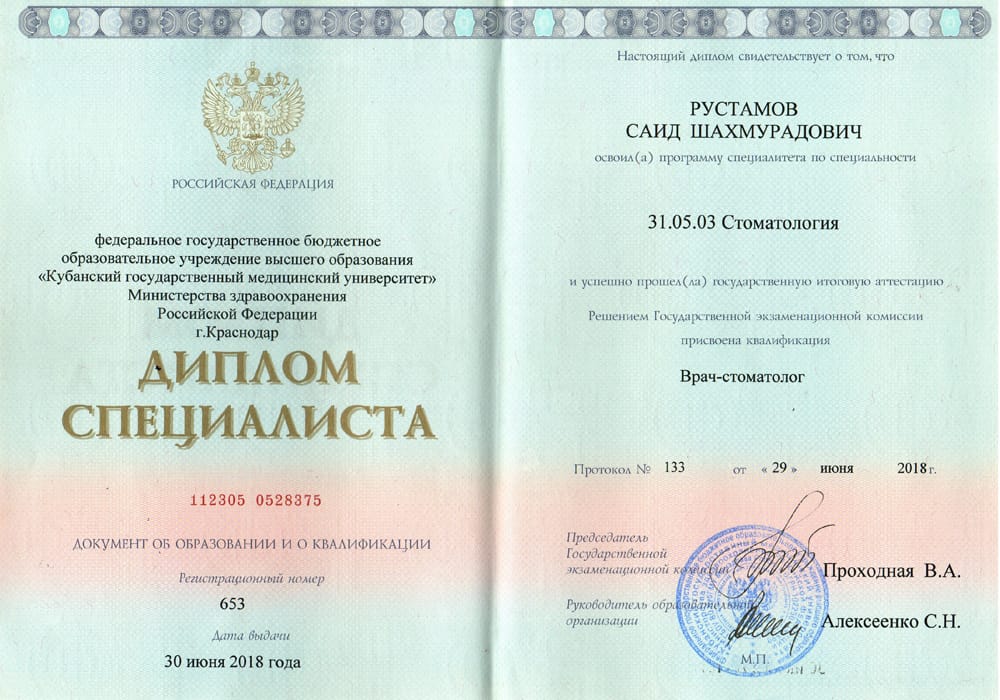 РОССИЙСКАЯ ФЕДЕРАЦИЯ
федеральное государственное бюджетное
образовательное учреждение высшего образования
«Кубанский государственный медицинский университет»
Министерства здравоохранения
Российской Федерации
г.Краснодар
ДИПЛОМ
СПЕЦИАЛИСТА
112305 0528375
ДОКУМЕНТ ОБ ОБРАЗОВАНИИ И О КВАЛИФИКАЦИИ
Регистрационный номер
653
Дата выдачи
30 июня 2018 года
Настоящий диплом свидетельствует о том, что
РУСТАМОВ
САИД ШАХМУРАДОВИЧ
освоил(а) программу специалитета по специальности
31.05.03 Стоматология
и успешно прошел(ла) государственную итоговую аттестацию
Решением Государственной экзаменационной комиссии
присвоена квалификация
Врач-стоматолог
Протокол № 133 от « 29 » июня 2018 г.
Председатель
Государственной
экзаменационной комиссии Проходная В.А.
Руководитель образовательной
организации Алексеенко С.Н.
М.П.